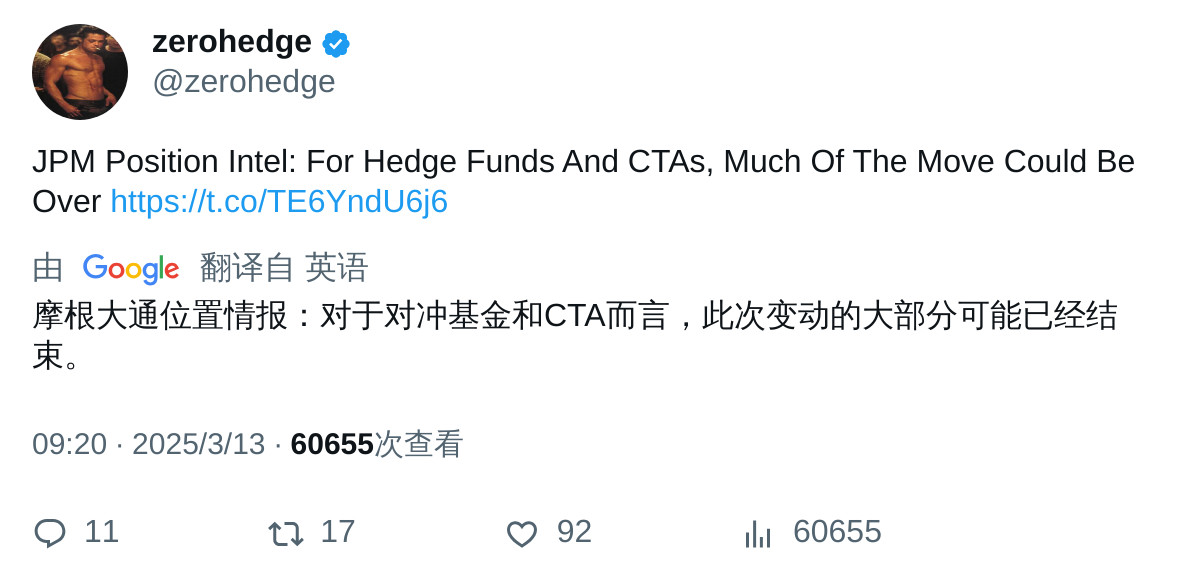 zerohedge
@zerohedge
JPM Position Intel: For Hedge Funds And CTAs, Much Of The Move Could Be
Over https://t.co/TE6YndU6j6
由 Google 翻译自 英语
摩根大通位置情报：对于对冲基金和CTA而言，此次变动的大部分可能已经结
束。
09:20 · 2025/3/13 · 60655次查看
11 17 92 60655